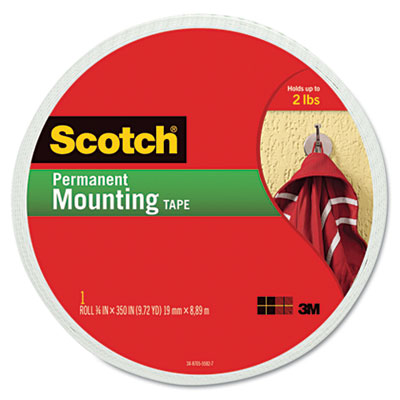 Holds up to
2 lbs
Scotch®
Permanent
Mounting TAPE
1
ROLL ¾ IN × 350 IN (9.72 YD) 19 mm × 8,89 m
3M